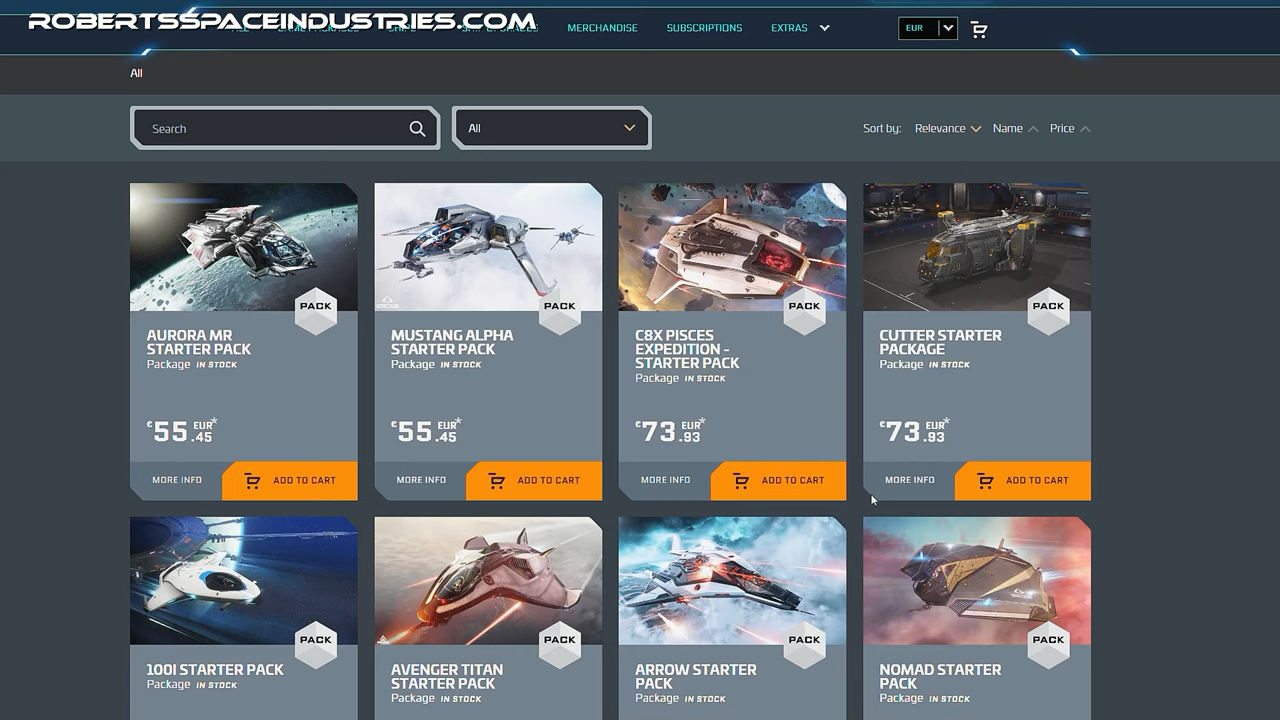 ROBERTSSPACEINDUSTRIES.COM
MERCHANDISE SUBSCRIPTIONS EXTRAS EUR
All
Search All Sort by: Relevance Name Price
PACK PACK PACK PACK
AURORA MR
STARTER PACK
Package IN STOCK
€55.45 EUR*
MORE INFO ADD TO CART
MUSTANG ALPHA
STARTER PACK
Package IN STOCK
€55.45 EUR*
MORE INFO ADD TO CART
C8X PISCES
EXPEDITION -
STARTER PACK
Package IN STOCK
€73.93 EUR*
MORE INFO ADD TO CART
CUTTER STARTER
PACKAGE
Package IN STOCK
€73.93 EUR*
MORE INFO ADD TO CART
PACK PACK PACK PACK
100I STARTER PACK
Package IN STOCK
AVENGER TITAN
STARTER PACK
Package IN STOCK
ARROW STARTER
PACK
Package IN STOCK
NOMAD STARTER
PACK
Package IN STOCK